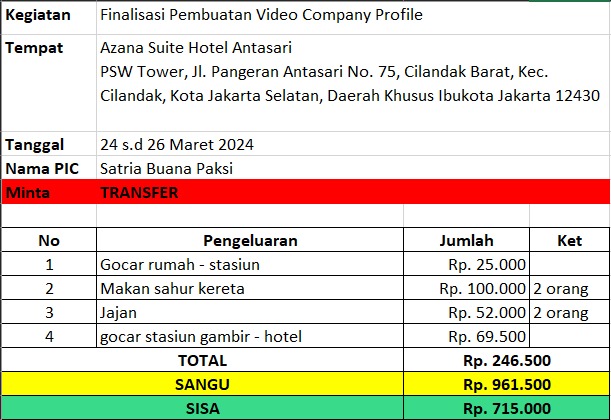 Kegiatan Finalisasi Pembuatan Video Company Profile
Tempat Azana Suite Hotel Antasari
PSW Tower, Jl. Pangeran Antasari No. 75, Cilandak Barat, Kec.
Cilandak, Kota Jakarta Selatan, Daerah Khusus Ibukota Jakarta 12430
Tanggal 24 s.d 26 Maret 2024
Nama PIC Satria Buana Paksi
Minta TRANSFER
No Pengeluaran Jumlah Ket
1 Gocar rumah - stasiun Rp. 25.000
2 Makan sahur kereta Rp. 100.000 2 orang
3 Jajan Rp. 52.000 2 orang
4 gocar stasiun gambir - hotel Rp. 69.500
TOTAL Rp. 246.500
SANGU Rp. 961.500
SISA Rp. 715.000